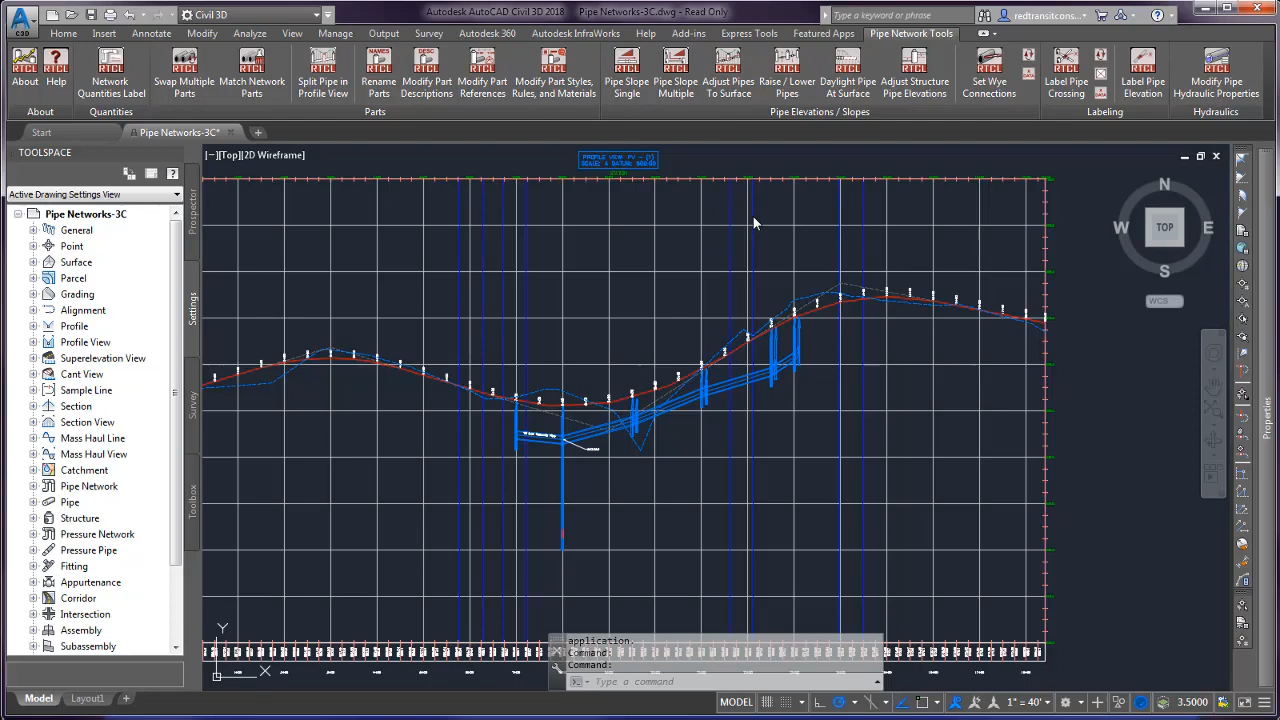 Civil 3D
Autodesk AutoCAD Civil 3D 2018
Pipe Networks-3C.dwg - Read Only
Type a keyword or phrase
redtransitcons...
C3D
Home
Insert
Annotate
Modify
Analyze
View
Manage
Output
Survey
Autodesk 360
Autodesk InfraWorks
Help
Add-ins
Express Tools
Featured Apps
Pipe Network Tools
About
Help
Network Quantities Label
Swap Multiple Parts
Match Network Parts
Split Pipe in Profile View
Rename Parts
Modify Part Descriptions
Modify Part References
Modify Part Styles, Rules, and Materials
Pipe Slope Single
Pipe Slope Multiple
Adjust Pipes To Surface
Raise / Lower Pipes
Daylight Pipe At Surface
Adjust Structure Pipe Elevations
Set Wye Connections
Label Pipe Crossing
Label Pipe Elevation
Modify Pipe Hydraulic Properties
About
Quantities
Parts
Pipe Elevations / Slopes
Labeling
Hydraulics
Start
Pipe Networks-3C*
TOOLSPACE
Active Drawing Settings View
Pipe Networks-3C
General
Point
Surface
Parcel
Grading
Alignment
Profile
Profile View
Superelevation View
Cant View
Sample Line
Section
Section View
Mass Haul Line
Mass Haul View
Catchment
Pipe Network
Pipe
Structure
Pressure Network
Pressure Pipe
Fitting
Appurtenance
Corridor
Intersection
Assembly
Subassembly
Prospector
Settings
Survey
Toolbox
[−][Top][2D Wireframe]
N
W
TOP
E
S
WCS
Properties
Y
X
application.
Command:
Command:
Type a command
Model
Layout1
MODEL
1" = 40'
3.5000